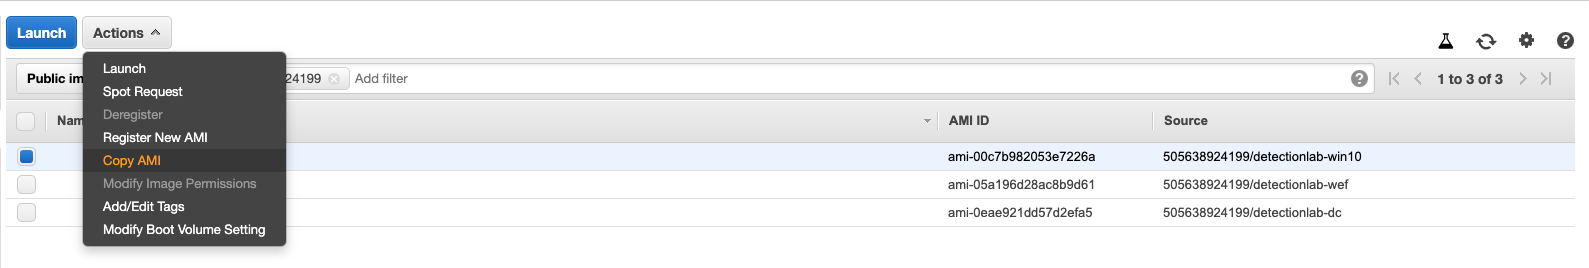 Launch Actions
Launch
Public im 24199 Add filter 1 to 3 of 3
Spot Request
Deregister
Nam AMI ID Source
Register New AMI
Copy AMI ami-00c7b982053e7226a 505638924199/detectionlab-win10
Modify Image Permissions ami-05a196d28ac8b9d61 505638924199/detectionlab-wef
Add/Edit Tags ami-0eae921dd57d2efa5 505638924199/detectionlab-dc
Modify Boot Volume Setting